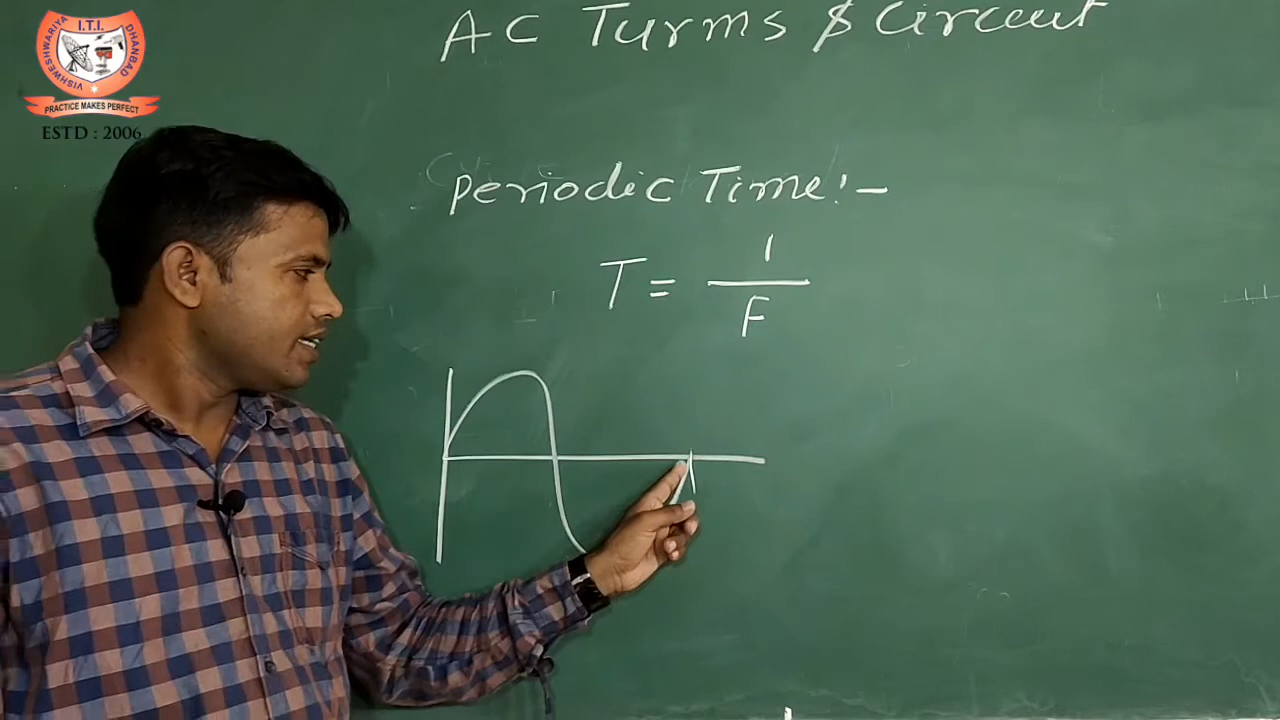 AC Turms & Circuit
I.T.I.
VISHWESHWARIYA
DHANBAD
PRACTICE MAKES PERFECT
ESTD : 2006
Periodic Time :-
T = 1/F